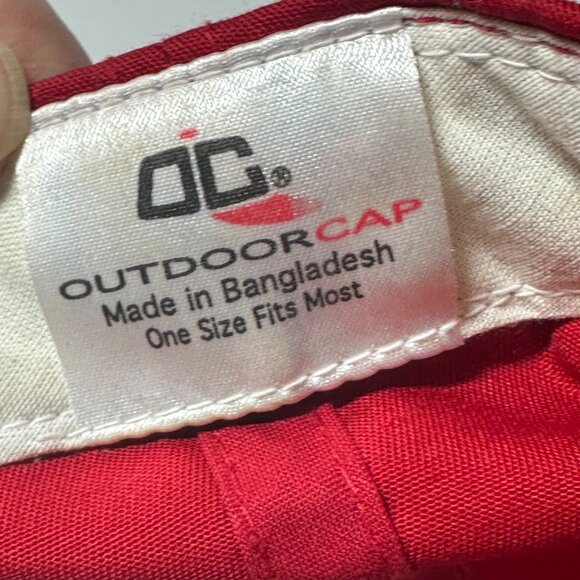 OC®
OUTDOORCAP
Made in Bangladesh
One Size Fits Most